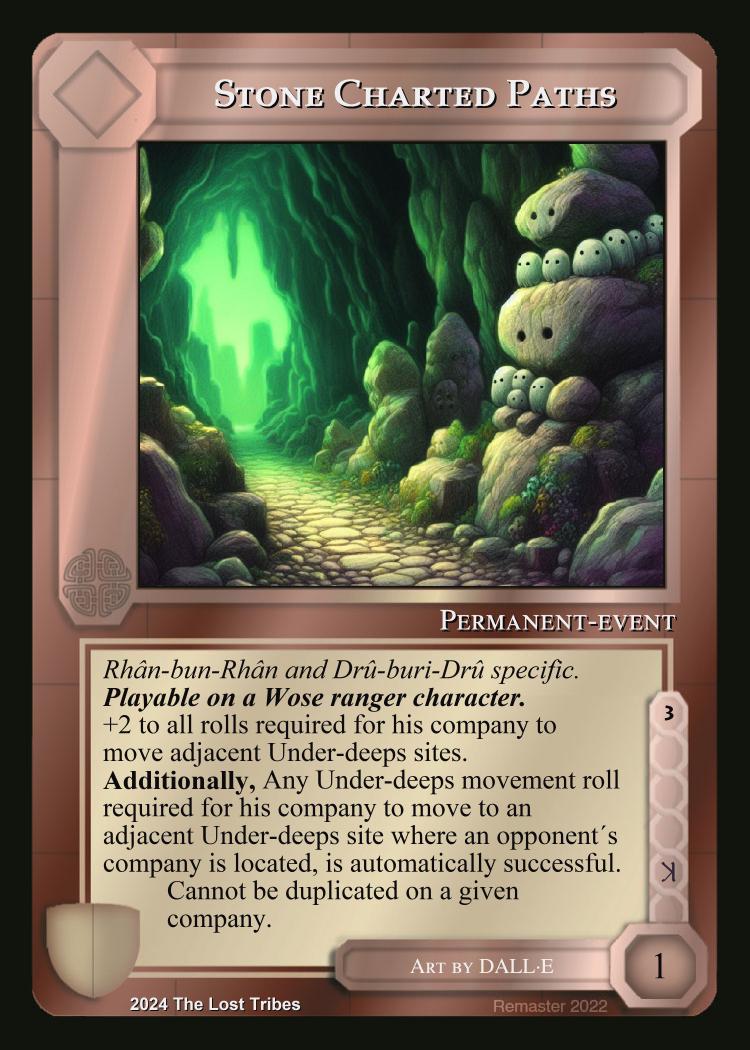 Stone Charted Paths
Permanent-event
Rhân-bun-Rhân and Drû-buri-Drû specific.
Playable on a Wose ranger character.
+2 to all rolls required for his company to
move adjacent Under-deeps sites.
Additionally, Any Under-deeps movement roll
required for his company to move to an
adjacent Under-deeps site where an opponent´s
company is located, is automatically successful.
Cannot be duplicated on a given
company.
3
Art by DALL·E
1
2024 The Lost Tribes
Remaster 2022